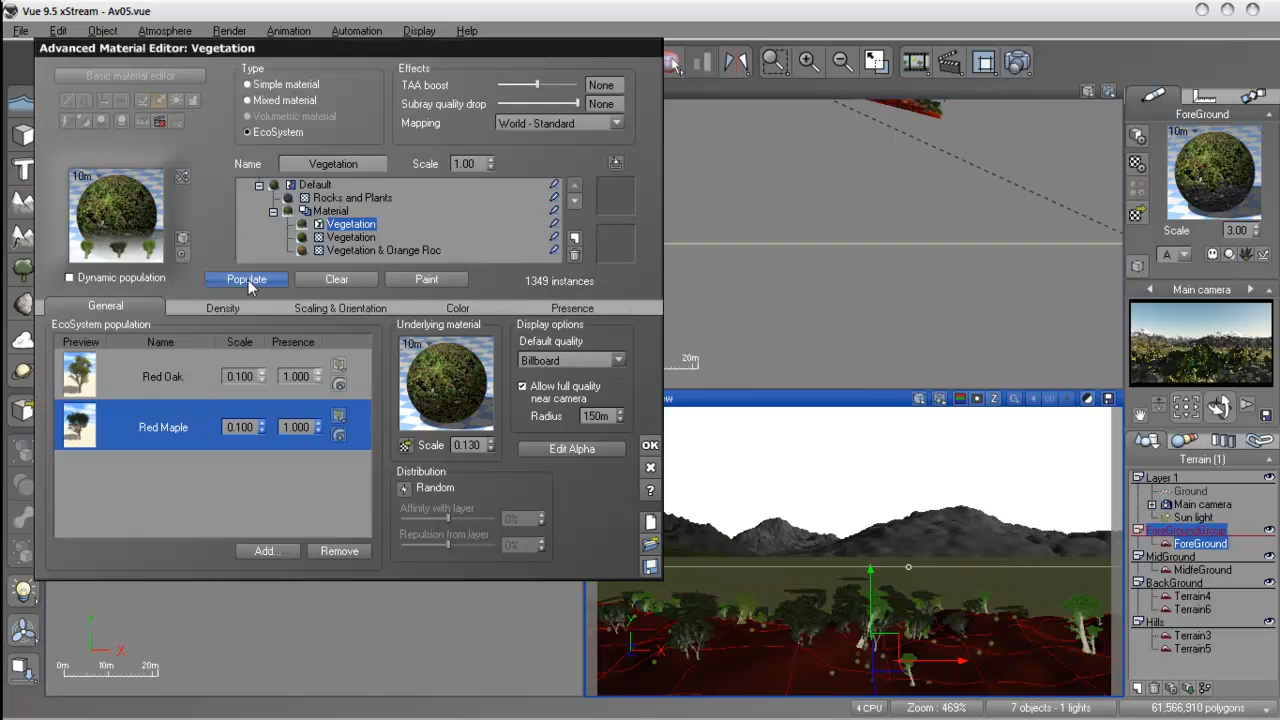 Vue 9.5 xStream - Av05.vue
File Edit Object Atmosphere Render Animation Automation Display Help
Advanced Material Editor: Vegetation
Basic material editor
Type
Simple material
Mixed material
Volumetric material
EcoSystem
Effects
TAA boost None
Subray quality drop None
Mapping World - Standard
Name Vegetation Scale 1.00
10m
Default
Rocks and Plants
Material
Vegetation
Vegetation
Vegetation & Orange Roc
Dynamic population Populate Clear Paint 1349 instances
General Density Scaling & Orientation Color Presence
EcoSystem population
Preview Name Scale Presence
Red Oak 0.100 1.000
Red Maple 0.100 1.000
Add... Remove
Underlying material
10m
Scale 0.130
Display options
Default quality
Billboard
Allow full quality
near camera
Radius 150m
Edit Alpha
Distribution
Random
Affinity with layer 0%
Repulsion from layer 0%
OK
?
20m
Z
Y
X
Y
X
0m 10m 20m
ForeGround
10m
Scale 3.00
A
Main camera
Terrain (1)
Layer 1
Ground
Main camera
Sun light
ForeGroundGroup
ForeGround
MidGround
MidfeGround
BackGround
Terrain4
Terrain6
Hills
Terrain3
Terrain5
4 CPU Zoom : 469% 7 objects - 1 lights 61,566,910 polygons